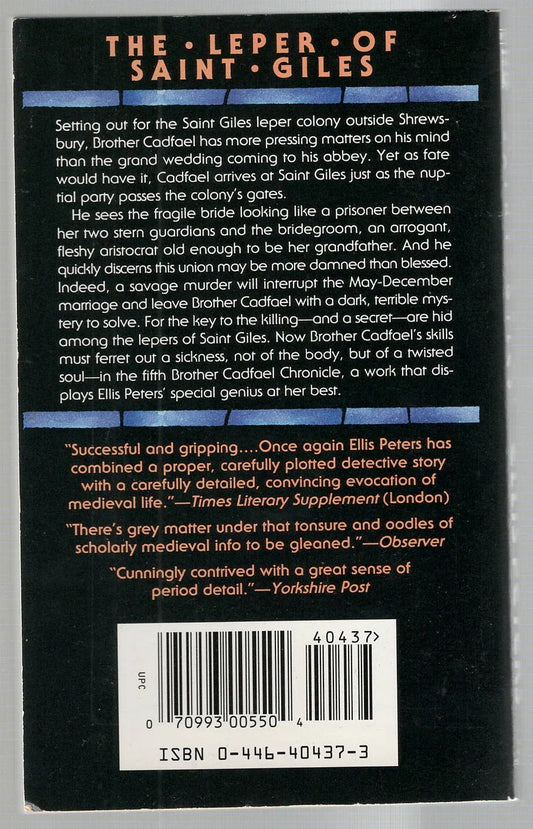 THE • LEPER • OF
SAINT • GILES
Setting out for the Saint Giles leper colony outside Shrews-
bury, Brother Cadfael has more pressing matters on his mind
than the grand wedding coming to his abbey. Yet as fate
would have it, Cadfael arrives at Saint Giles just as the nup-
tial party passes the colony's gates.
He sees the fragile bride looking like a prisoner between
her two stern guardians and the bridegroom, an arrogant,
fleshy aristocrat old enough to be her grandfather. And he
quickly discerns this union may be more damned than blessed.
Indeed, a savage murder will interrupt the May-December
marriage and leave Brother Cadfael with a dark, terrible mys-
tery to solve. For the key to the killing—and a secret—are hid
among the lepers of Saint Giles. Now Brother Cadfael's skills
must ferret out a sickness, not of the body, but of a twisted
soul—in the fifth Brother Cadfael Chronicle, a work that dis-
plays Ellis Peters' special genius at her best.
"Successful and gripping....Once again Ellis Peters has
combined a proper, carefully plotted detective story
with a carefully detailed, convincing evocation of
medieval life."—Times Literary Supplement (London)
"There's grey matter under that tonsure and oodles of
scholarly medieval info to be gleaned."—Observer
"Cunningly contrived with a great sense of
period detail."—Yorkshire Post
40437>
UPC
0 70993 00550 4
ISBN 0-446-40437-3